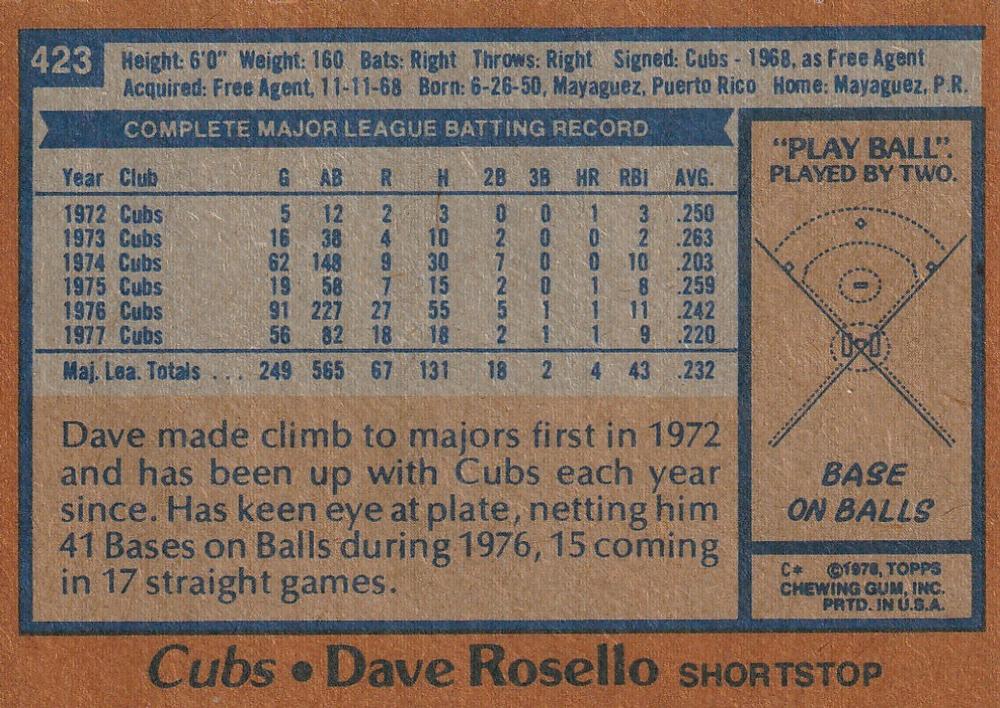 423
Height: 6'0" Weight: 160 Bats: Right Throws: Right Signed: Cubs - 1968, as Free Agent
Acquired: Free Agent, 11-11-68 Born: 6-26-50, Mayaguez, Puerto Rico Home: Mayaguez, P.R.
COMPLETE MAJOR LEAGUE BATTING RECORD
Year Club G AB R H 2B 3B HR RBI AVG.
1972 Cubs 5 12 2 3 0 0 1 3 .250
1973 Cubs 16 38 4 10 2 0 0 2 .263
1974 Cubs 62 148 9 30 7 0 0 10 .203
1975 Cubs 19 58 7 15 2 0 1 8 .259
1976 Cubs 91 227 27 55 5 1 1 11 .242
1977 Cubs 56 82 18 18 2 1 1 9 .220
Maj. Lea. Totals ... 249 565 67 131 18 2 4 43 .232
Dave made climb to majors first in 1972
and has been up with Cubs each year
since. Has keen eye at plate, netting him
41 Bases on Balls during 1976, 15 coming
in 17 straight games.
"PLAY BALL".
PLAYED BY TWO.
BASE
ON BALLS
C* ©1978, TOPPS
CHEWING GUM, INC.
PRTD. IN U.S.A.
Cubs • Dave Rosello SHORTSTOP